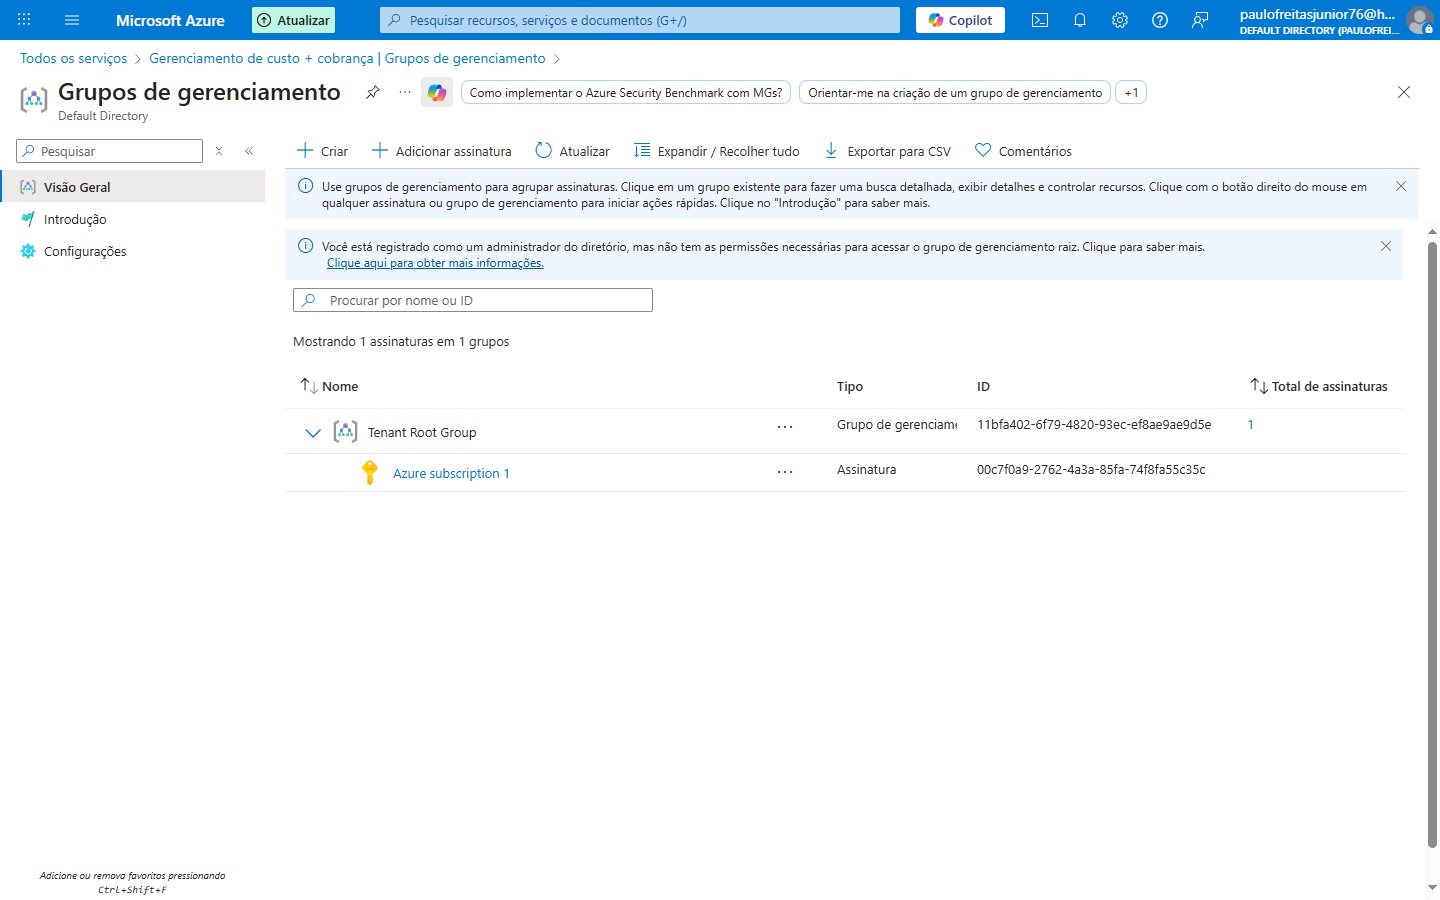 Microsoft Azure
Atualizar
Pesquisar recursos, serviços e documentos (G+/)
Copilot
paulofreitasjunior76@h...
DEFAULT DIRECTORY (PAULOFREI...
Todos os serviços > Gerenciamento de custo + cobrança | Grupos de gerenciamento >
Grupos de gerenciamento
Default Directory
Como implementar o Azure Security Benchmark com MGs?
Orientar-me na criação de um grupo de gerenciamento
+1
Pesquisar
Visão Geral
Introdução
Configurações
Criar
Adicionar assinatura
Atualizar
Expandir / Recolher tudo
Exportar para CSV
Comentários
Use grupos de gerenciamento para agrupar assinaturas. Clique em um grupo existente para fazer uma busca detalhada, exibir detalhes e controlar recursos. Clique com o botão direito do mouse em
qualquer assinatura ou grupo de gerenciamento para iniciar ações rápidas. Clique no "Introdução" para saber mais.
Você está registrado como um administrador do diretório, mas não tem as permissões necessárias para acessar o grupo de gerenciamento raiz. Clique para saber mais.
Clique aqui para obter mais informações.
Procurar por nome ou ID
Mostrando 1 assinaturas em 1 grupos
Nome
Tipo
ID
Total de assinaturas
Tenant Root Group
Grupo de gerenciam
11bfa402-6f79-4820-93ec-ef8ae9ae9d5e
1
Azure subscription 1
Assinatura
00c7f0a9-2762-4a3a-85fa-74f8fa55c35c
Adicione ou remova favoritos pressionando
Ctrl+Shift+F